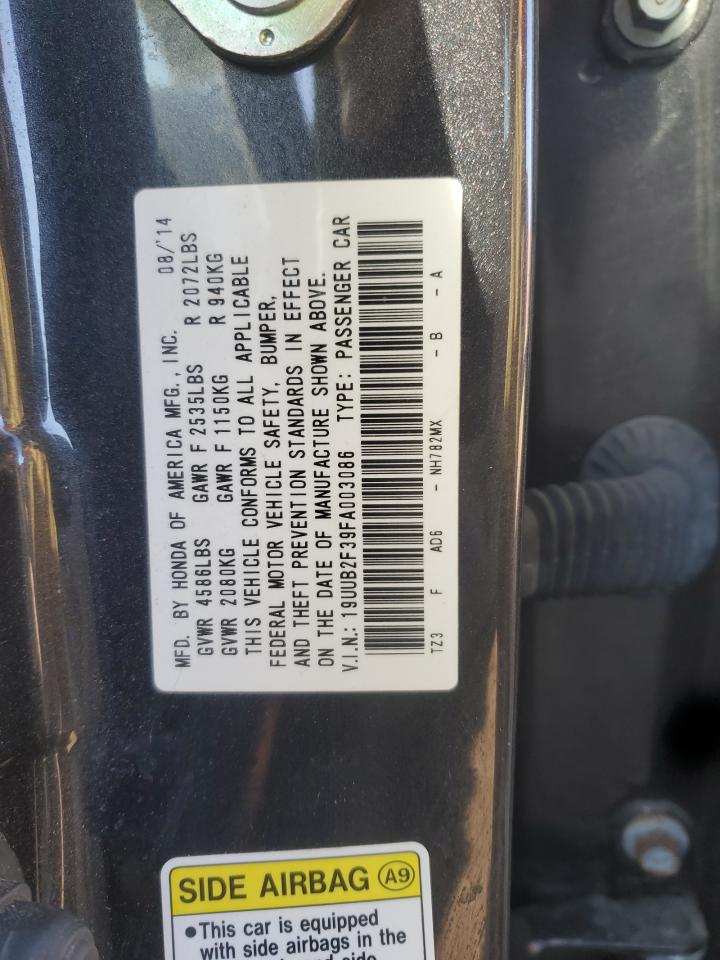 MFD. BY HONDA OF AMERICA MFG., INC. 08/'14
GVWR 4586LBS GAWR F 2535LBS R 2072LBS
GVWR 2080KG GAWR F 1150KG R 940KG
THIS VEHICLE CONFORMS TO ALL APPLICABLE
FEDERAL MOTOR VEHICLE SAFETY, BUMPER,
AND THEFT PREVENTION STANDARDS IN EFFECT
ON THE DATE OF MANUFACTURE SHOWN ABOVE.
V.I.N.: 19UUB2F39FA003086 TYPE: PASSENGER CAR
TZ3 F AD6 - NH782MX - B - A
SIDE AIRBAG A9
●This car is equipped
with side airbags in the
side